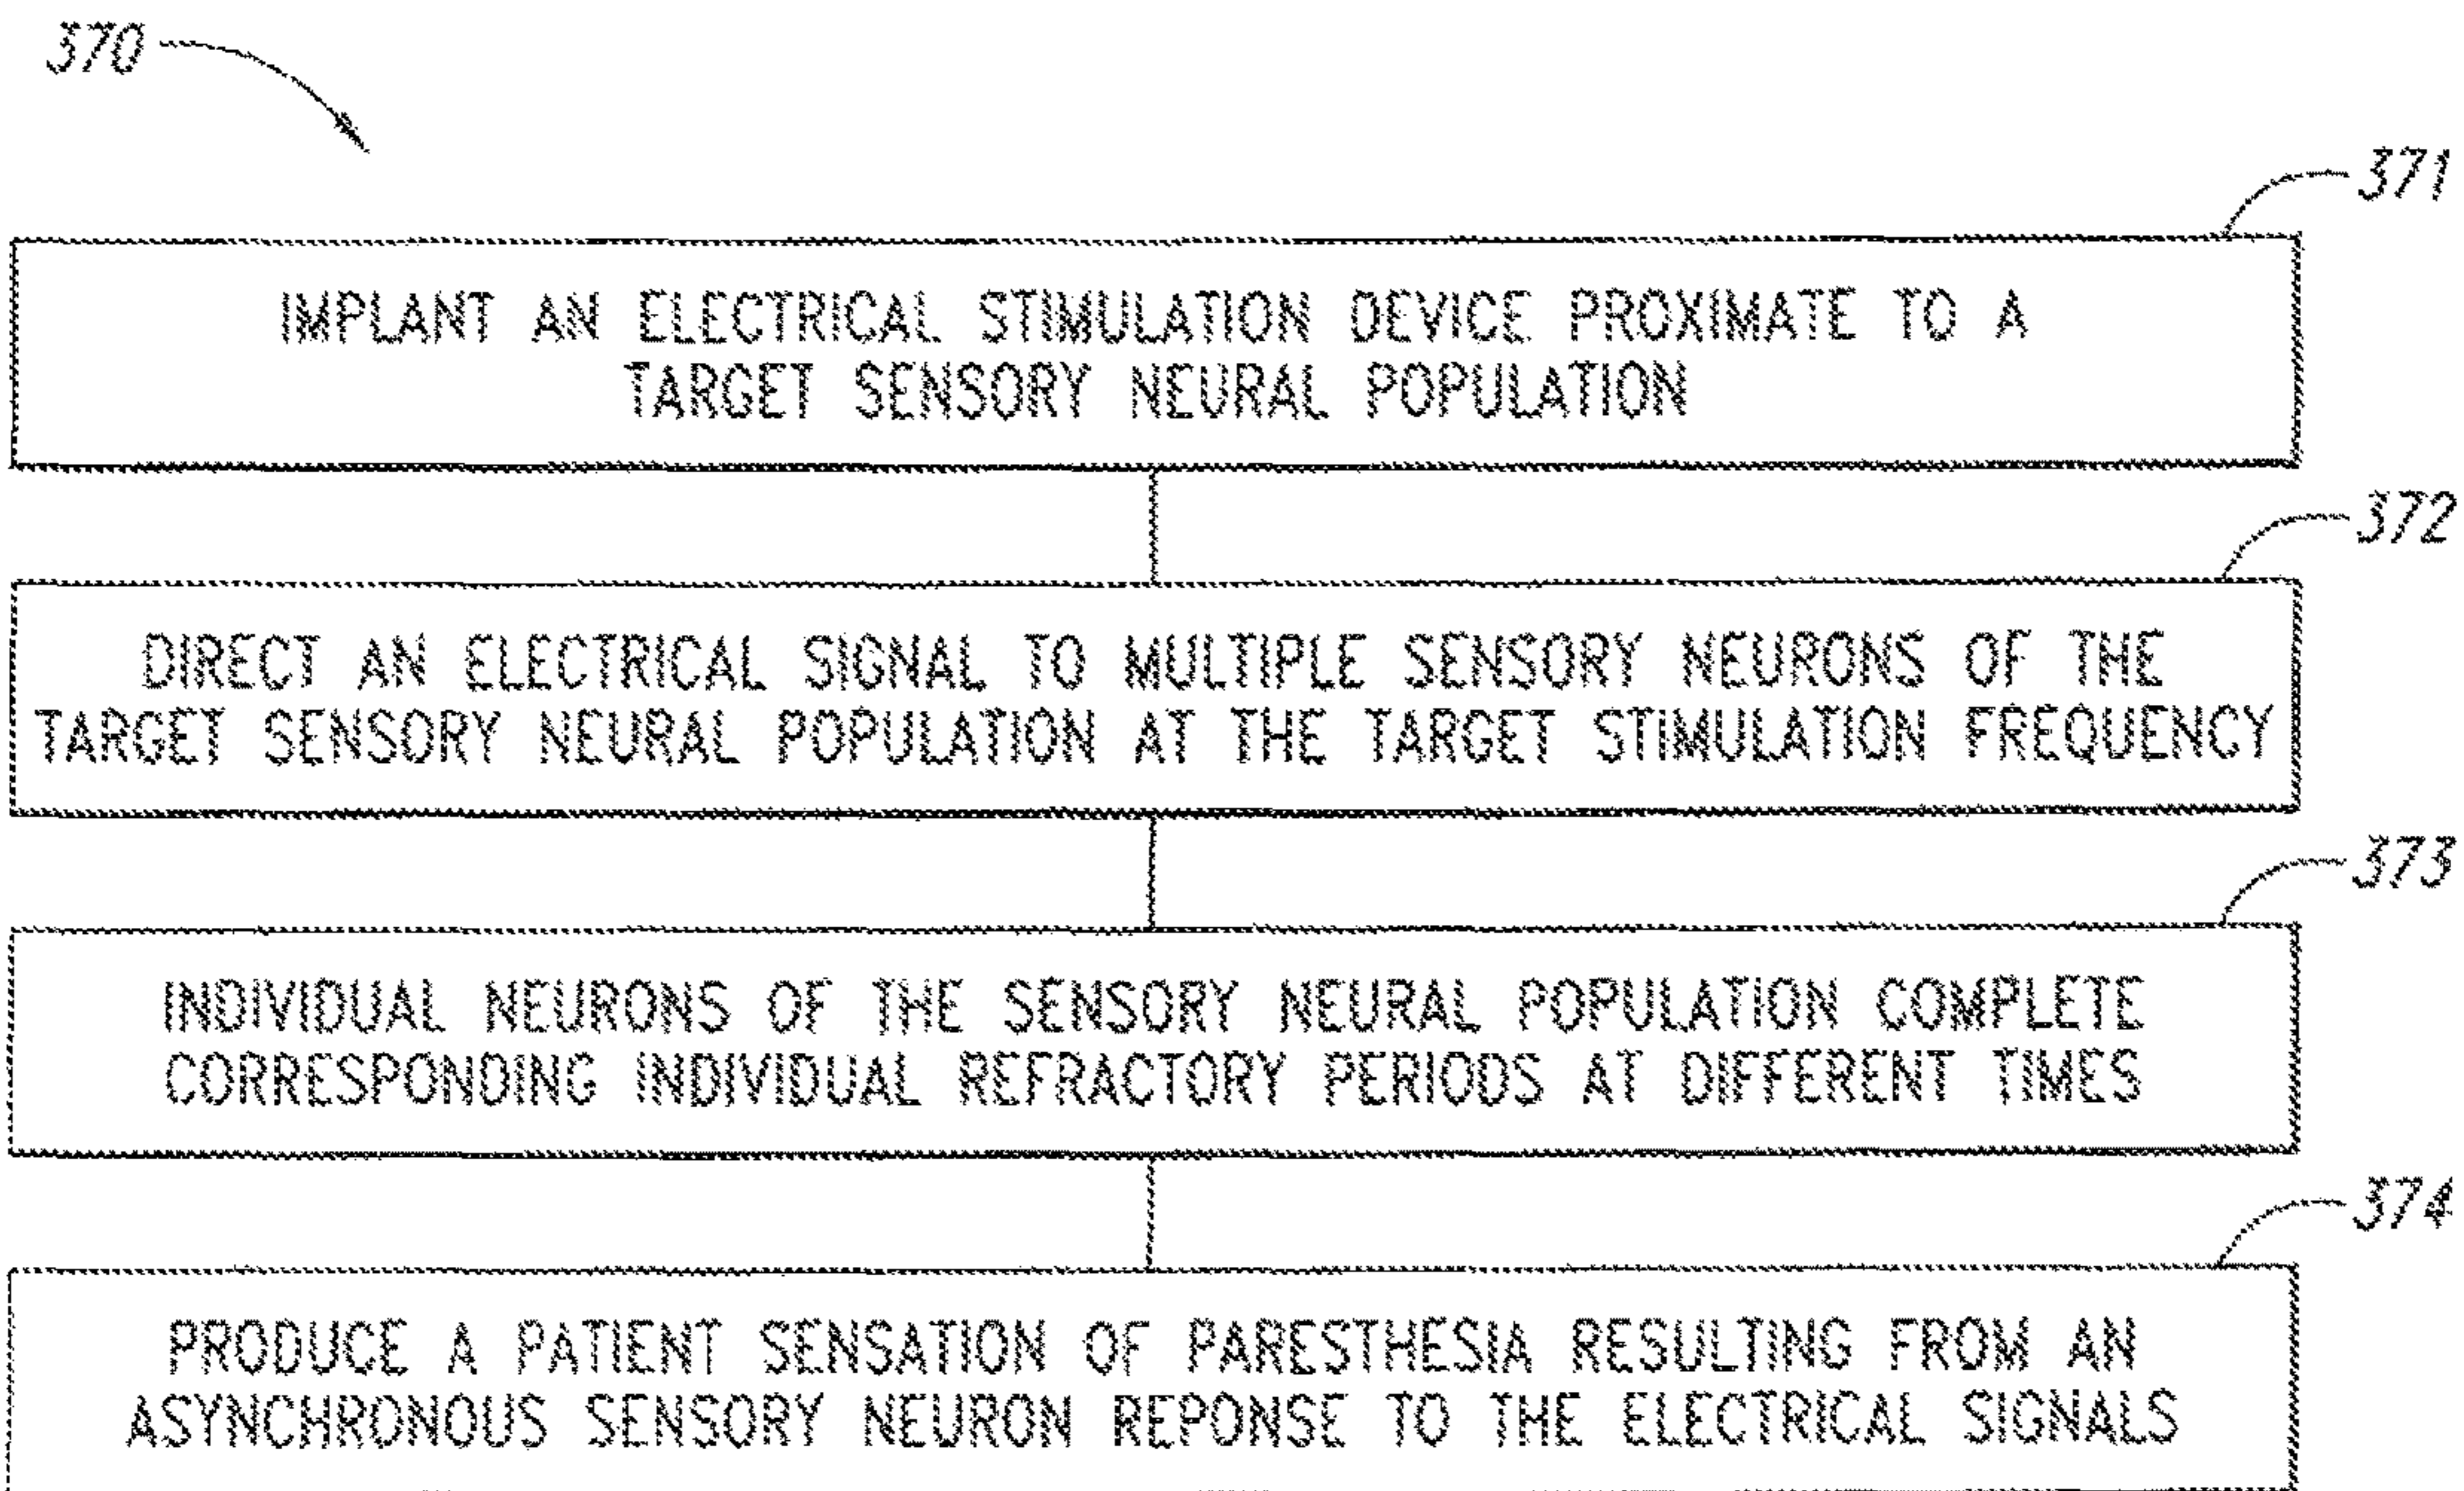 370
371
IMPLANT AN ELECTRICAL STIMULATION DEVICE PROXIMATE TO A
TARGET SENSORY NEURAL POPULATION
372
DIRECT AN ELECTRICAL SIGNAL TO MULTIPLE SENSORY NEURONS OF THE
TARGET SENSORY NEURAL POPULATION AT THE TARGET STIMULATION FREQUENCY
373
INDIVIDUAL NEURONS OF THE SENSORY NEURAL POPULATION COMPLETE
CORRESPONDING INDIVIDUAL REFRACTORY PERIODS AT DIFFERENT TIMES
374
PRODUCE A PATIENT SENSATION OF PARESTHESIA RESULTING FROM AN
ASYNCHRONOUS SENSORY NEURON REPONSE TO THE ELECTRICAL SIGNALS